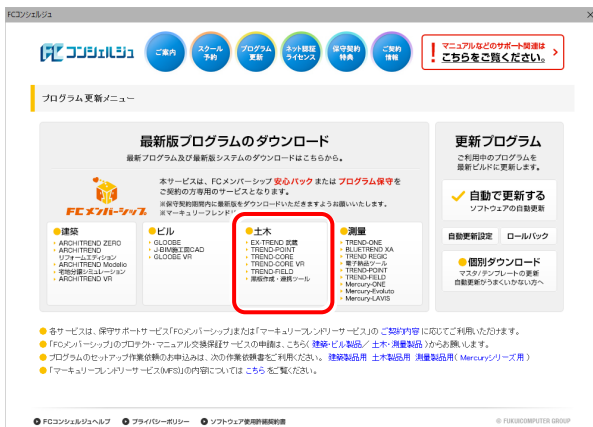 FCコンシェルジュ
×
FC コンシェルジュ
ご案内
スクール
予約
プログラム
更新
ネット認証
ライセンス
保守契約
特典
ご契約
情報
! マニュアルなどのサポート関連は
こちらをご覧ください。
プログラム更新メニュー
最新版プログラムのダウンロード
最新プログラム及び最新版システムのダウンロードはこちらから。
FCメンバーシップ
本サービスは、FCメンバーシップ 安心パック または プログラム保守を
ご契約の方専用のサービスとなります。
※保守契約期間内に最新版をダウンロードいただきますようお願いいたします。
※マーキュリーフレンドリ
建築
ARCHITREND ZERO
ARCHITREND
リフォームエディション
ARCHITREND Modelio
宅地分譲シミュレーション
ARCHITREND VR
ビル
GLOOBE
J-BIM施工図CAD
GLOOBE VR
土木
EX-TREND 武蔵
TREND-POINT
TREND-CORE
TREND-CORE VR
TREND-FIELD
黒板作成・連携ツール
測量
TREND-ONE
BLUETREND XA
TREND REGIC
電子納品ツール
TREND-POINT
TREND-FIELD
Mercury-ONE
Mercury-Evoluto
Mercury-LAVIS
更新プログラム
ご利用中のプログラムを
最新ビルドに更新します。
自動で更新する
ソフトウェアの自動更新
自動更新設定
ロールバック
個別ダウンロード
マスタ/テンプレートの更新
自動更新がうまくいかない方へ
各サービスは、保守サポートサービス「FCメンバーシップ」または「マーキュリーフレンドリーサービス」の ご契約内容 に応じてご利用いただけます。
「FCメンバーシップ」のプロテクト・マニュアル交換保証サービスの申請は、こちら( 建築・ビル製品／ 土木・測量製品 )からお願いします。
プログラムのセットアップ作業依頼のお申込みは、次の作業依頼書をご利用ください。 建築製品用 土木製品用 測量製品用( Mercuryシリーズ用 )
「マーキュリーフレンドリーサービス(MFS)」の内容については こちら をご覧ください。
FCコンシェルジュヘルプ
プライバシーポリシー
ソフトウェア使用許諾契約書
© FUKUICOMPUTER GROUP